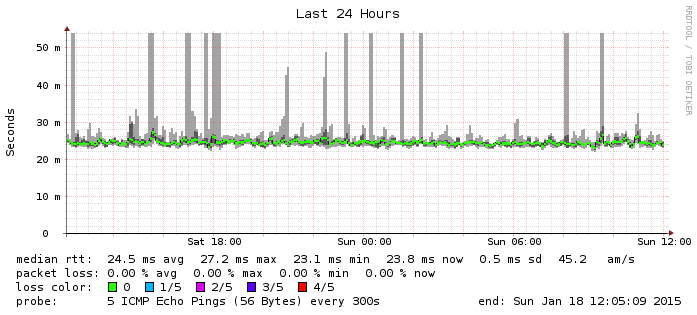 Last 24 Hours
RRDTOOL / TOBI OETIKER
Seconds
50 m
40 m
30 m
20 m
10 m
0
Sat 18:00 Sun 00:00 Sun 06:00 Sun 12:00
median rtt: 24.5 ms avg 27.2 ms max 23.1 ms min 23.8 ms now 0.5 ms sd 45.2 am/s
packet loss: 0.00 % avg 0.00 % max 0.00 % min 0.00 % now
loss color: 0 1/5 2/5 3/5 4/5
probe: 5 ICMP Echo Pings (56 Bytes) every 300s end: Sun Jan 18 12:05:09 2015